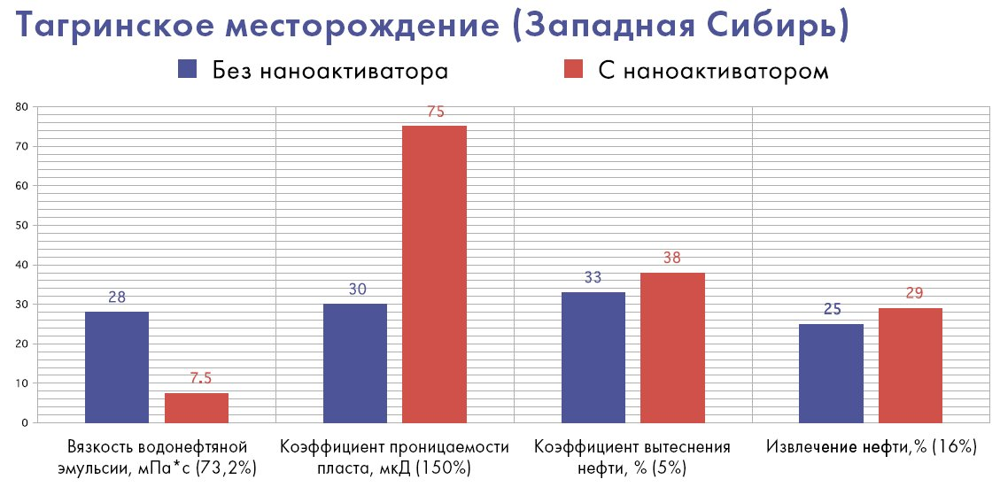 Тагринское месторождение (Западная Сибирь)
Без наноактиватора
С наноактиватором
80
70
60
50
40
30
20
10
0
28
7.5
30
75
33
38
25
29
Вязкость водонефтяной
эмульсии, мПа*с (73,2%)
Коэффициент проницаемости
пласта, мкД (150%)
Коэффициент вытеснения
нефти, % (5%)
Извлечение нефти,% (16%)